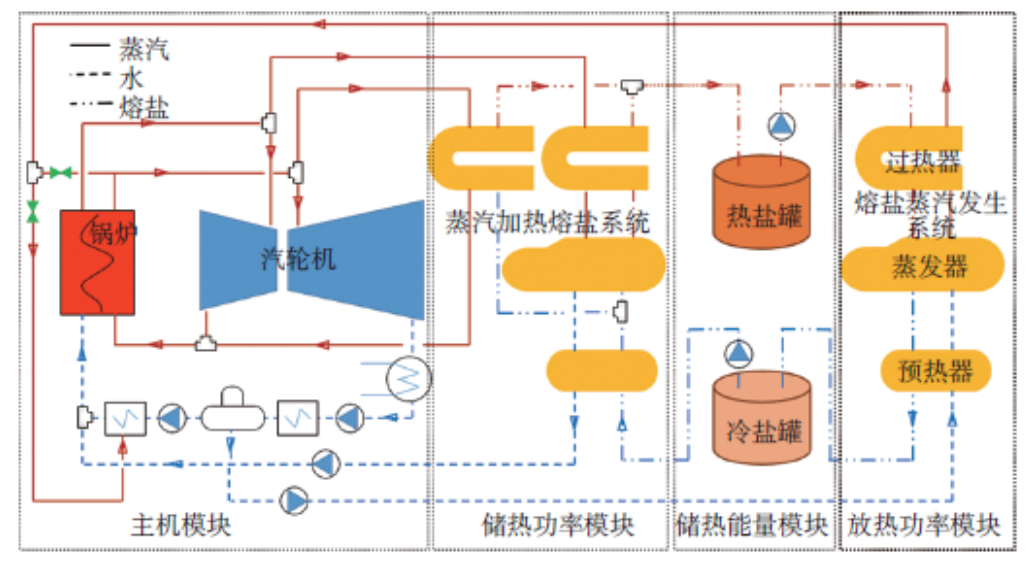 蒸汽
水
熔盐
锅炉
汽轮机
蒸汽加热熔盐系统
热盐罐
冷盐罐
过热器
熔盐蒸汽发生
系统
蒸发器
预热器
主机模块
储热功率模块
储热能量模块
放热功率模块